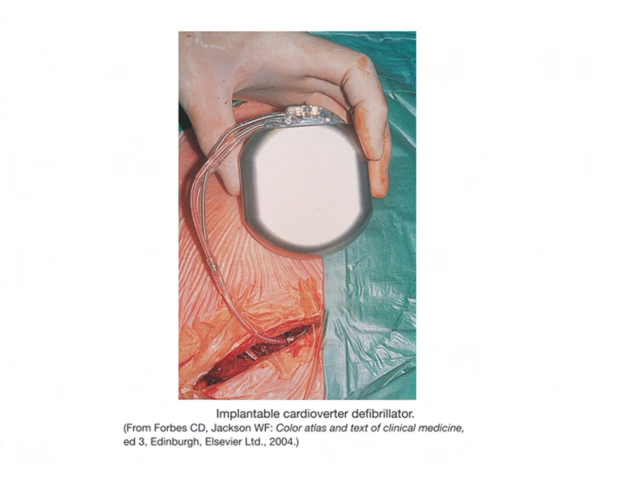 Implantable cardioverter defibrillator.
(From Forbes CD, Jackson WF: Color atlas and text of clinical medicine,
ed 3, Edinburgh, Elsevier Ltd., 2004.)